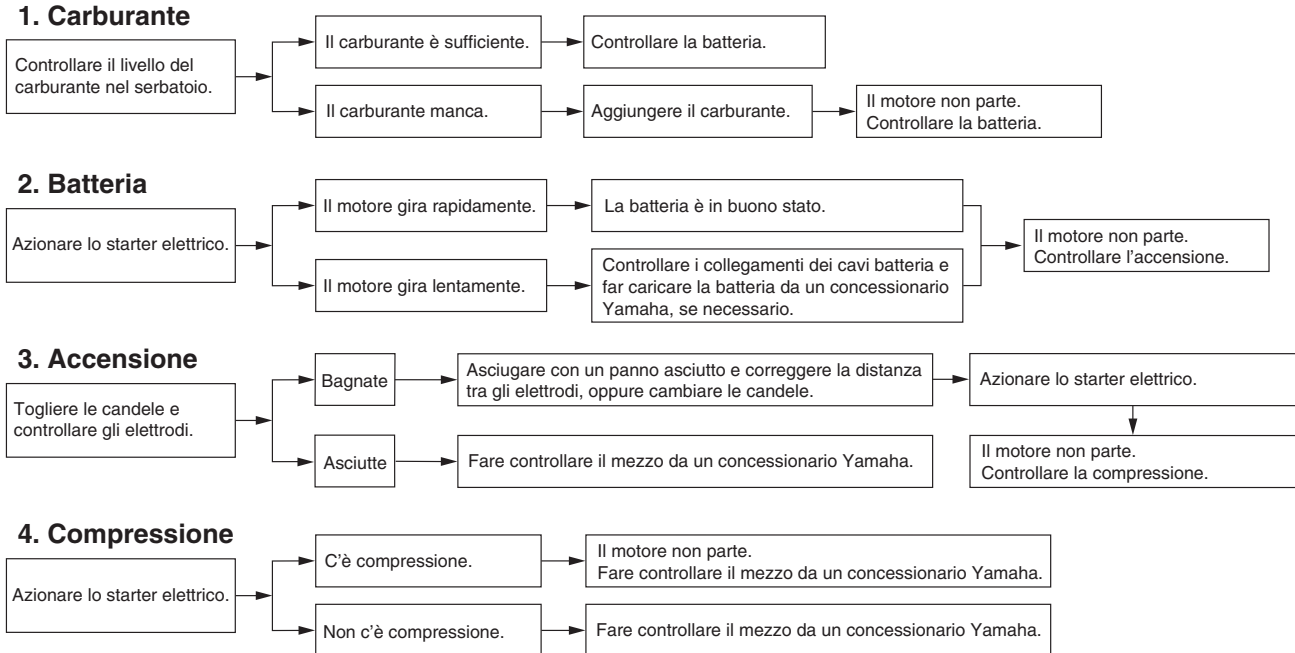 1. Carburante
Controllare il livello del
carburante nel serbatoio.
Il carburante è sufficiente.
Controllare la batteria.
Il carburante manca.
Aggiungere il carburante.
Il motore non parte.
Controllare la batteria.
2. Batteria
Azionare lo starter elettrico.
Il motore gira rapidamente.
La batteria è in buono stato.
Il motore gira lentamente.
Controllare i collegamenti dei cavi batteria e
far caricare la batteria da un concessionario
Yamaha, se necessario.
Il motore non parte.
Controllare l’accensione.
3. Accensione
Togliere le candele e
controllare gli elettrodi.
Bagnate
Asciugare con un panno asciutto e correggere la distanza
tra gli elettrodi, oppure cambiare le candele.
Azionare lo starter elettrico.
Il motore non parte.
Controllare la compressione.
Asciutte
Fare controllare il mezzo da un concessionario Yamaha.
4. Compressione
Azionare lo starter elettrico.
C’è compressione.
Il motore non parte.
Fare controllare il mezzo da un concessionario Yamaha.
Non c’è compressione.
Fare controllare il mezzo da un concessionario Yamaha.